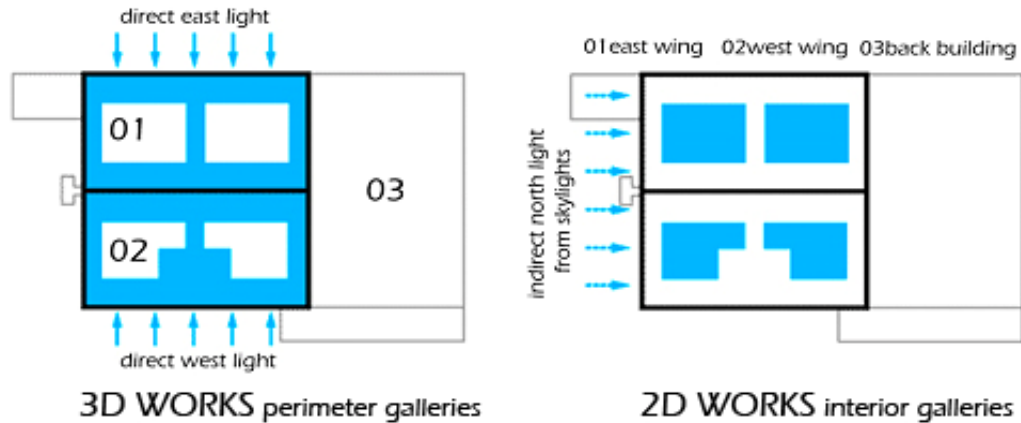 direct east light
01
02
03
direct west light
3D WORKS perimeter galleries
01east wing 02west wing 03back building
indirect north light
from skylights
2D WORKS interior galleries